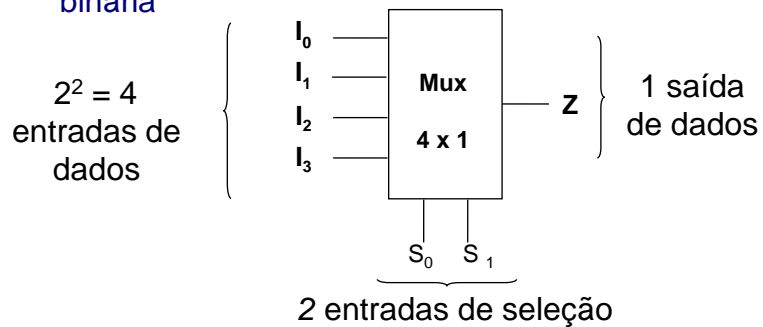 binária
2² = 4
entradas de
dados
I₀
I₁
I₂
I₃
Mux
4 x 1
Z
1 saída
de dados
S₀ S ₁
2 entradas de seleção